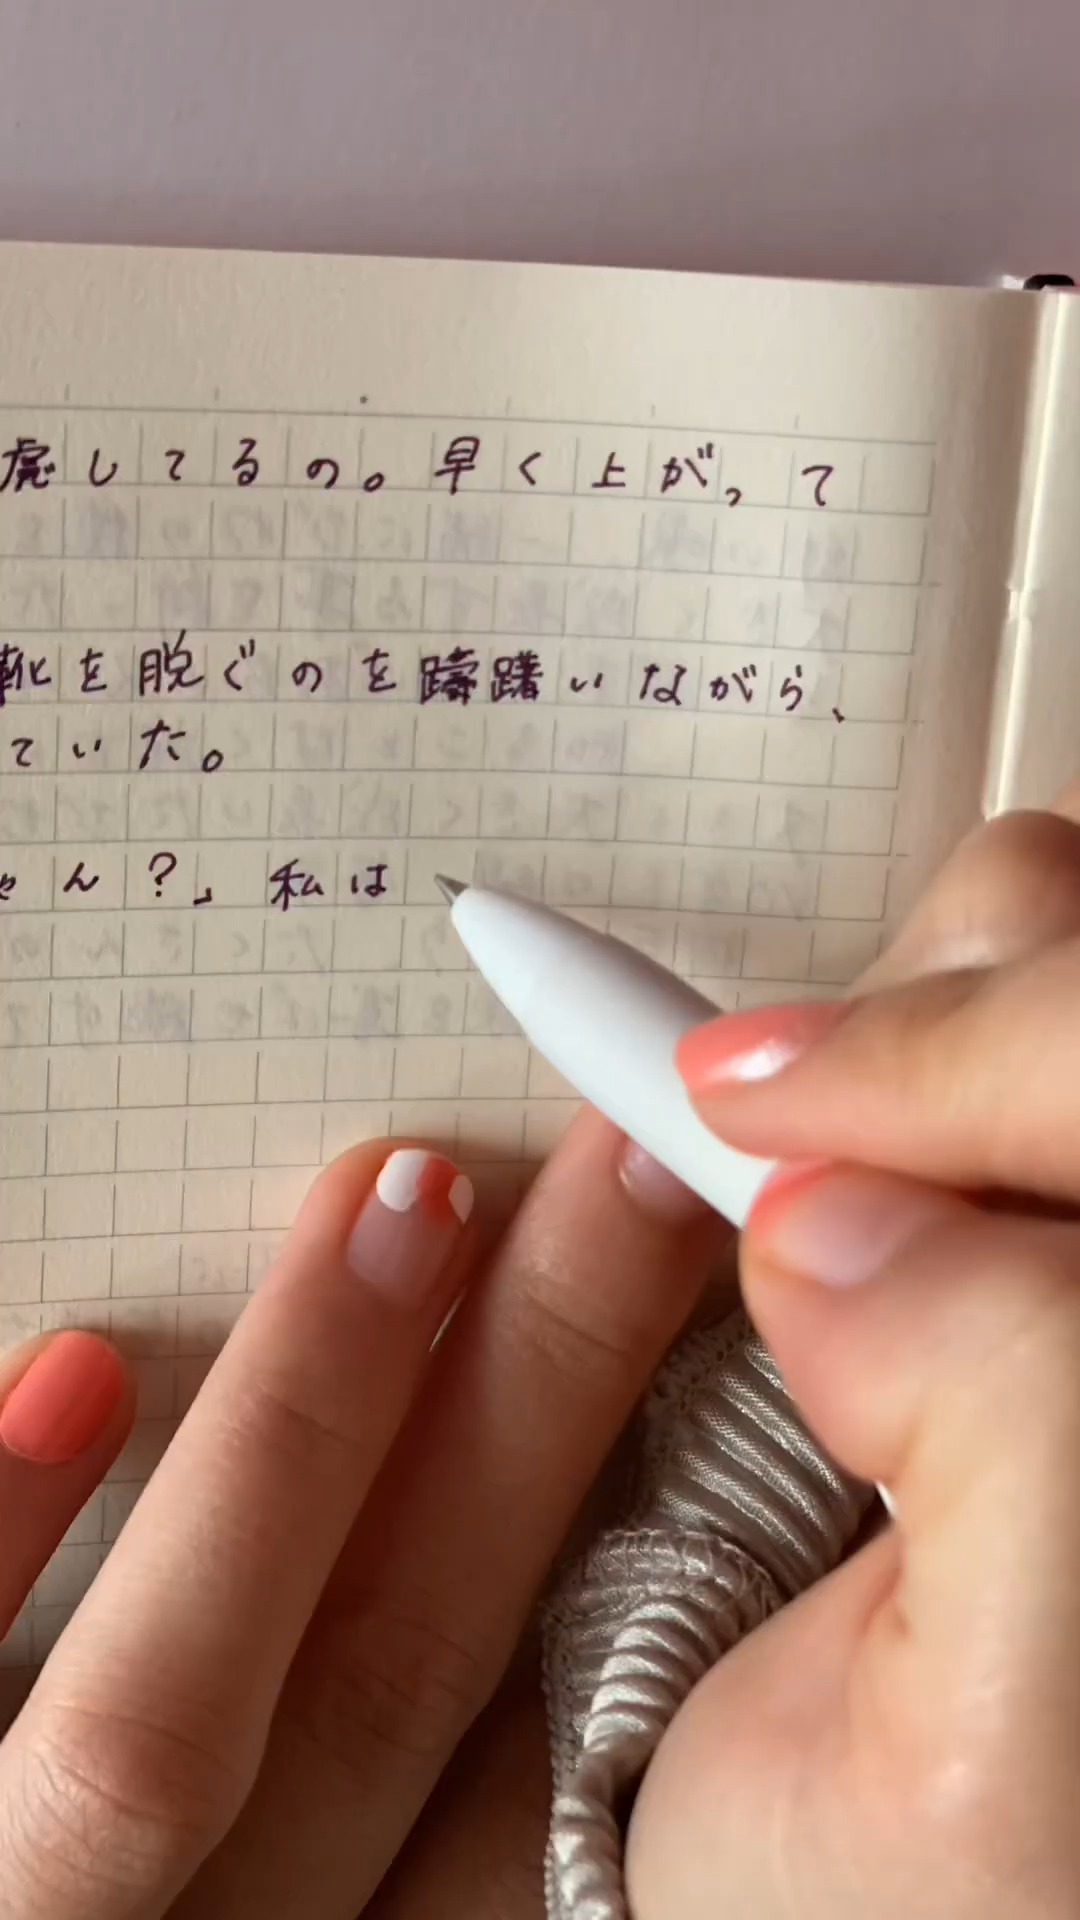 慮してるの。早く上がって
靴を脱ぐのを躊躇いながら、
ていた。
ゃん?」私は